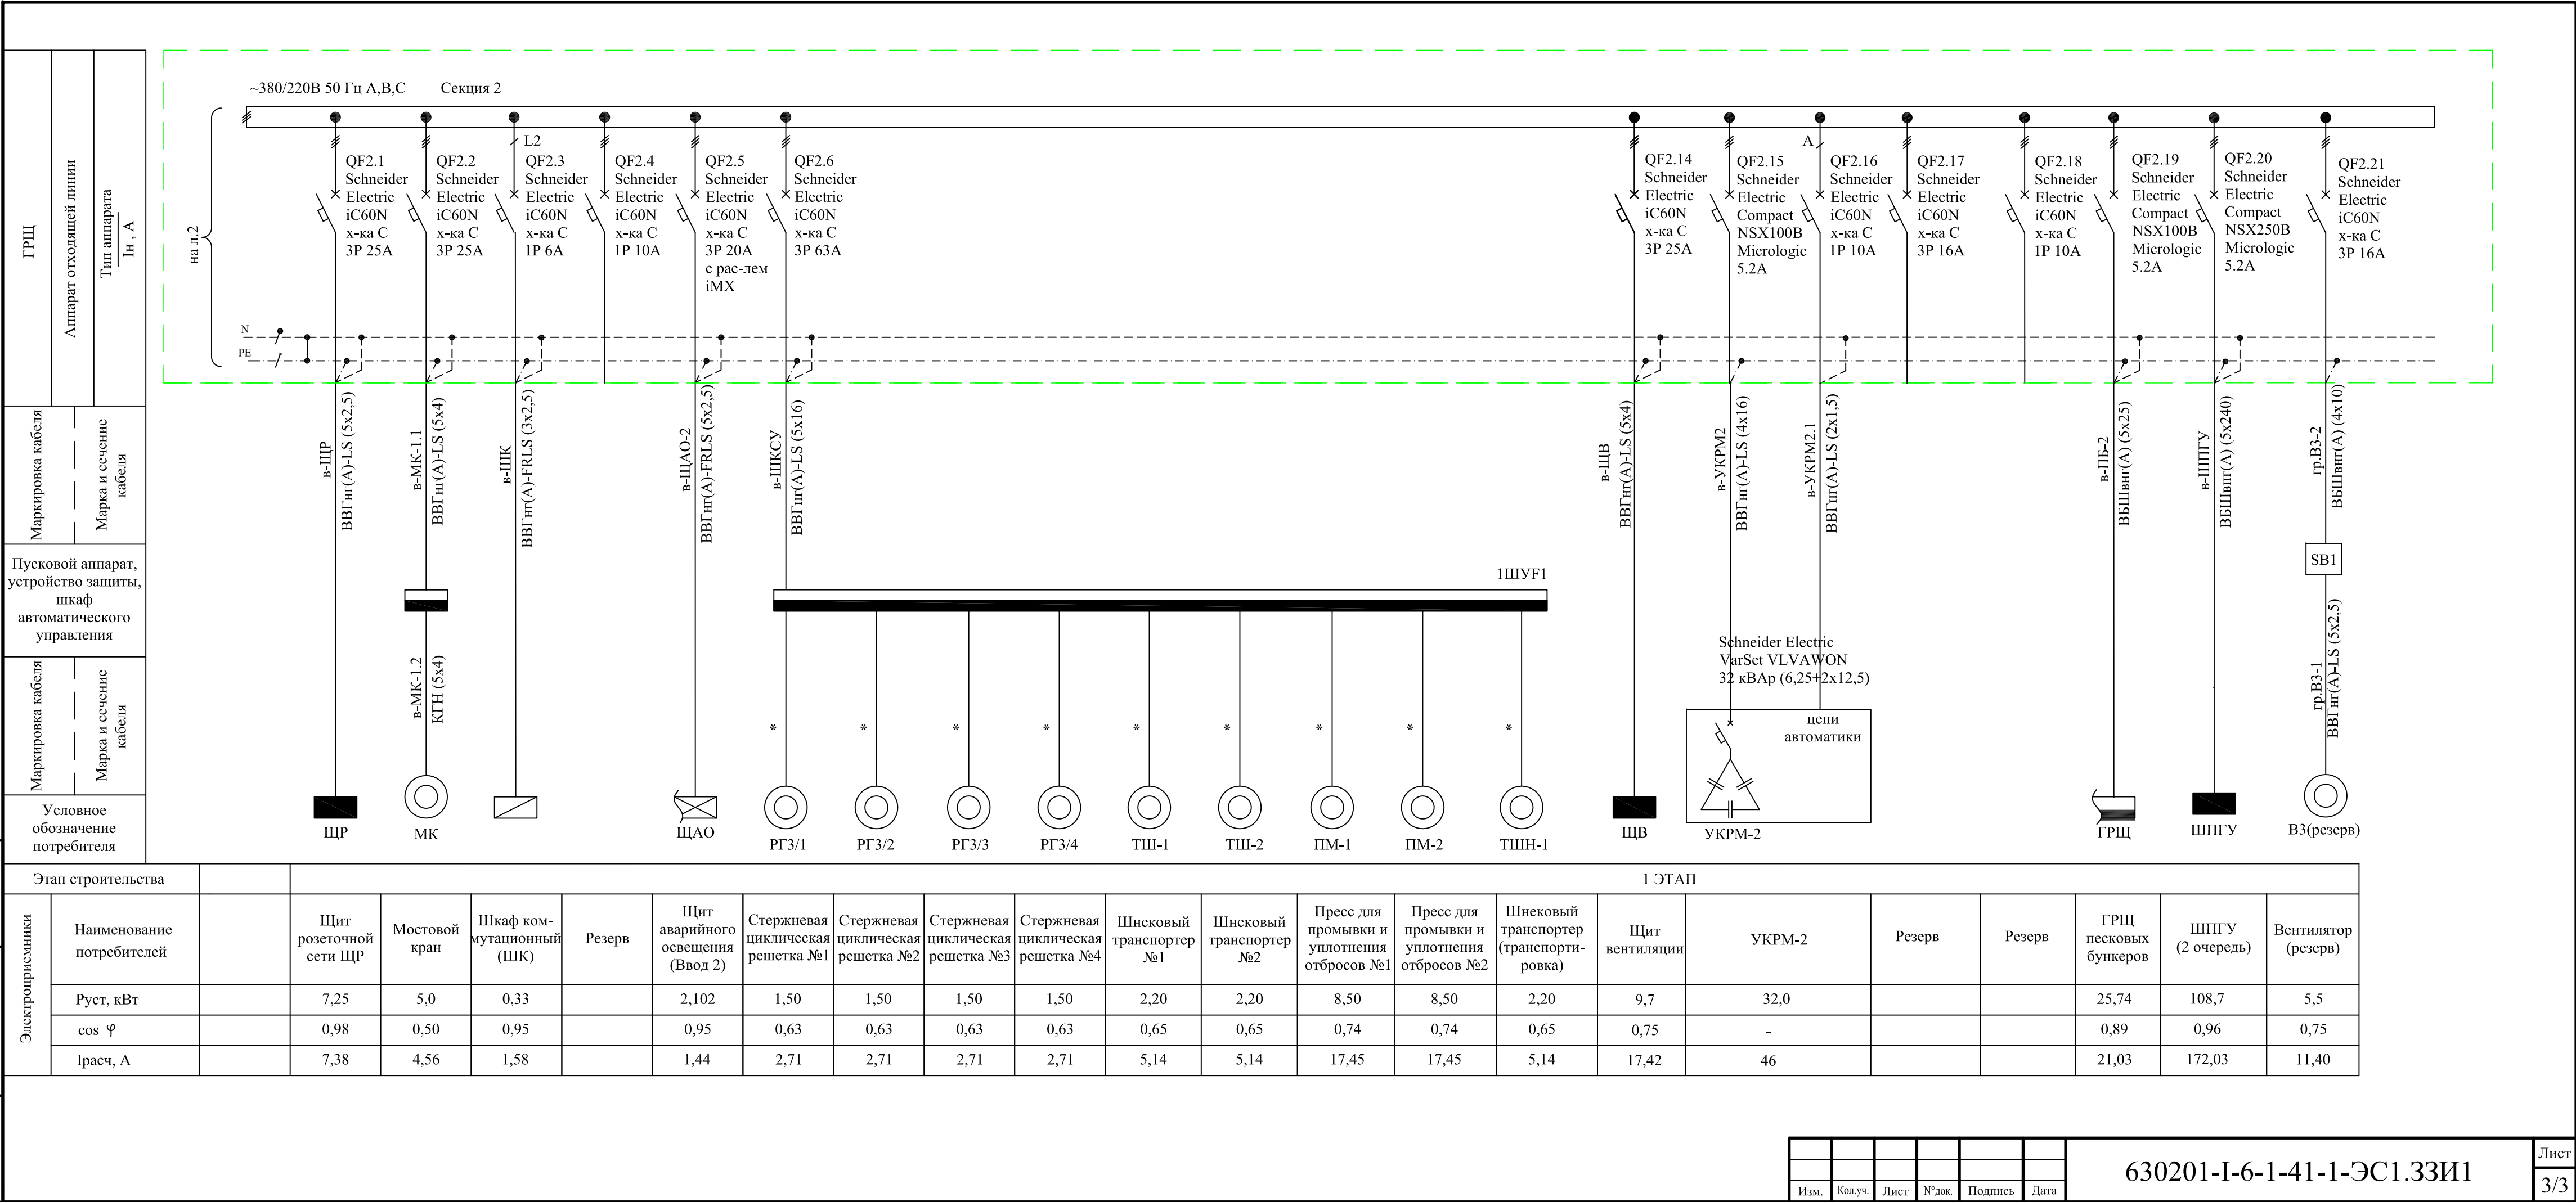 ~380/220В 50 Гц А,В,С
Секция 2
ГРЩ
Аппарат отходящей линии
Тип аппарата
Iн , А
на л.2
N
PE
L2
A
QF2.1
Schneider
Electric
iC60N
х-ка С
3Р 25А
QF2.2
Schneider
Electric
iC60N
х-ка С
3Р 25А
QF2.3
Schneider
Electric
iC60N
х-ка С
1Р 6А
QF2.4
Schneider
Electric
iC60N
х-ка С
1Р 10А
QF2.5
Schneider
Electric
iC60N
х-ка С
3Р 20А
с рас-лем
iMX
QF2.6
Schneider
Electric
iC60N
х-ка С
3Р 63А
QF2.14
Schneider
Electric
iC60N
х-ка С
3Р 25А
QF2.15
Schneider
Electric
Compact
NSX100B
Micrologic
5.2A
QF2.16
Schneider
Electric
iC60N
х-ка С
1Р 10А
QF2.17
Schneider
Electric
iC60N
х-ка С
3Р 16А
QF2.18
Schneider
Electric
iC60N
х-ка С
1Р 10А
QF2.19
Schneider
Electric
Compact
NSX100B
Micrologic
5.2A
QF2.20
Schneider
Electric
Compact
NSX250B
Micrologic
5.2A
QF2.21
Schneider
Electric
iC60N
х-ка С
3Р 16А
Маркировка кабеля
Марка и сечение
кабеля
в-ЩР
ВВГнг(А)-LS (5х2,5)
в-МК-1.1
ВВГнг(А)-LS (5х4)
в-ШК
ВВГнг(А)-FRLS (3х2,5)
в-ЩАО-2
ВВГнг(А)-FRLS (5х2,5)
в-ШКСУ
ВВГнг(А)-LS (5х16)
в-ЩВ
ВВГнг(А)-LS (5х4)
в-УКРМ2
ВВГнг(А)-LS (4х16)
в-УКРМ2.1
ВВГнг(А)-LS (2х1,5)
в-ПБ-2
ВБШвнг(А) (5х25)
в-ШПГУ
ВБШвнг(А) (5х240)
гр.В3-2
ВБШвнг(А) (4х10)
Пусковой аппарат,
устройство защиты,
шкаф
автоматического
управления
1ШУF1
SB1
Маркировка кабеля
Марка и сечение
кабеля
в-МК-1.2
КГН (5х4)
* * * * * * * * *
Schneider Electric
VarSet VLVAWON
32 кВАр (6,25+2х12,5)
цепи
автоматики
гр.В3-1
ВВГнг(А)-LS (5х2,5)
Условное
обозначение
потребителя
ЩР
МК
ЩАО
РГЗ/1
РГЗ/2
РГЗ/3
РГЗ/4
ТШ-1
ТШ-2
ПМ-1
ПМ-2
ТШН-1
ЩВ
УКРМ-2
ГРЩ
ШПГУ
В3(резерв)
Этап строительства
1 ЭТАП
Электроприемники
Наименование
потребителей
Щит
розеточной
сети ЩР
Мостовой
кран
Шкаф ком-
мутационный
(ШК)
Резерв
Щит
аварийного
освещения
(Ввод 2)
Стержневая
циклическая
решетка №1
Стержневая
циклическая
решетка №2
Стержневая
циклическая
решетка №3
Стержневая
циклическая
решетка №4
Шнековый
транспортер
№1
Шнековый
транспортер
№2
Пресс для
промывки и
уплотнения
отбросов №1
Пресс для
промывки и
уплотнения
отбросов №2
Шнековый
транспортер
(транспорти-
ровка)
Щит
вентиляции
УКРМ-2
Резерв
Резерв
ГРЩ
песковых
бункеров
ШПГУ
(2 очередь)
Вентилятор
(резерв)
Руст, кВт 7,25 5,0 0,33 2,102 1,50 1,50 1,50 1,50 2,20 2,20 8,50 8,50 2,20 9,7 32,0 25,74 108,7 5,5
cos φ 0,98 0,50 0,95 0,95 0,63 0,63 0,63 0,63 0,65 0,65 0,74 0,74 0,65 0,75 - 0,89 0,96 0,75
Iрасч, А 7,38 4,56 1,58 1,44 2,71 2,71 2,71 2,71 5,14 5,14 17,45 17,45 5,14 17,42 46 21,03 172,03 11,40
Изм. Кол.уч. Лист №док. Подпись Дата
630201-I-6-1-41-1-ЭС1.ЗЗИ1
Лист
3/3